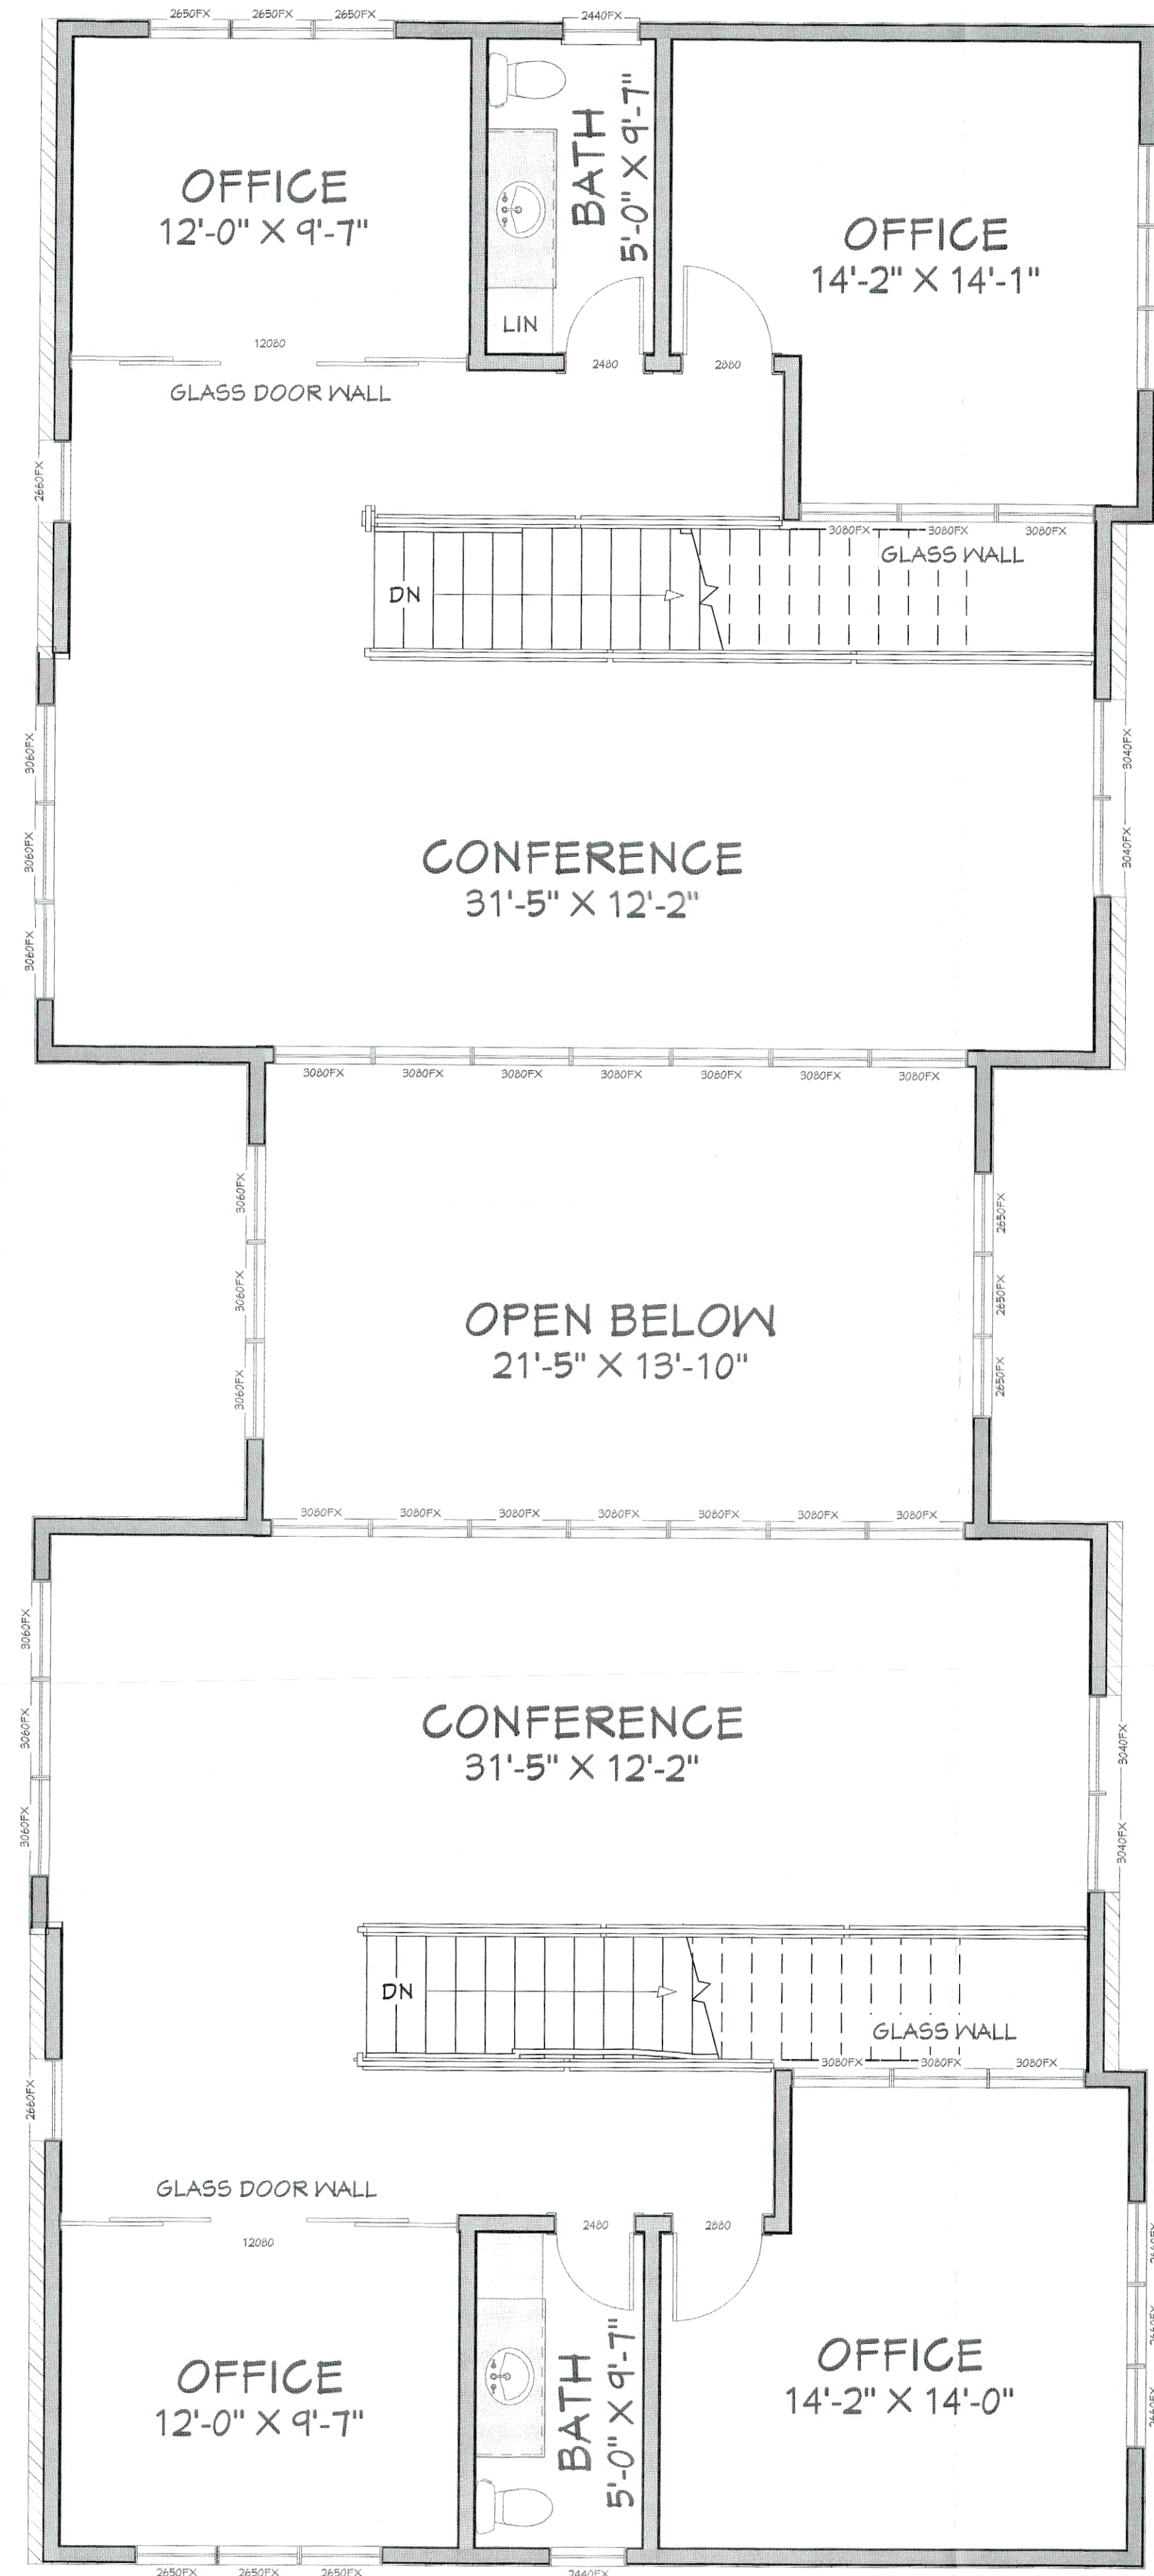 2650FX 2650FX 2650FX
2440FX
OFFICE
12'-0" X 9'-7"
BATH
5'-0" X 9'-7"
OFFICE
14'-2" X 14'-1"
LIN
12080
2480
2880
GLASS DOOR WALL
2660FX
3080FX 3080FX 3080FX
GLASS WALL
DN
3060FX
3060FX
3060FX
3040FX
3040FX
CONFERENCE
31'-5" X 12'-2"
3080FX 3080FX 3080FX 3080FX 3080FX 3080FX 3080FX
3060FX
3060FX
3060FX
2650FX
2650FX
2650FX
OPEN BELOW
21'-5" X 13'-10"
3080FX 3080FX 3080FX 3080FX 3080FX 3080FX 3080FX
3060FX
3060FX
3060FX
CONFERENCE
31'-5" X 12'-2"
3040FX
3040FX
DN
GLASS WALL
3080FX 3080FX 3080FX
2660FX
GLASS DOOR WALL
12080
2480
2880
OFFICE
12'-0" X 9'-7"
BATH
5'-0" X 9'-7"
OFFICE
14'-2" X 14'-0"
2650FX 2650FX 2650FX
2440FX